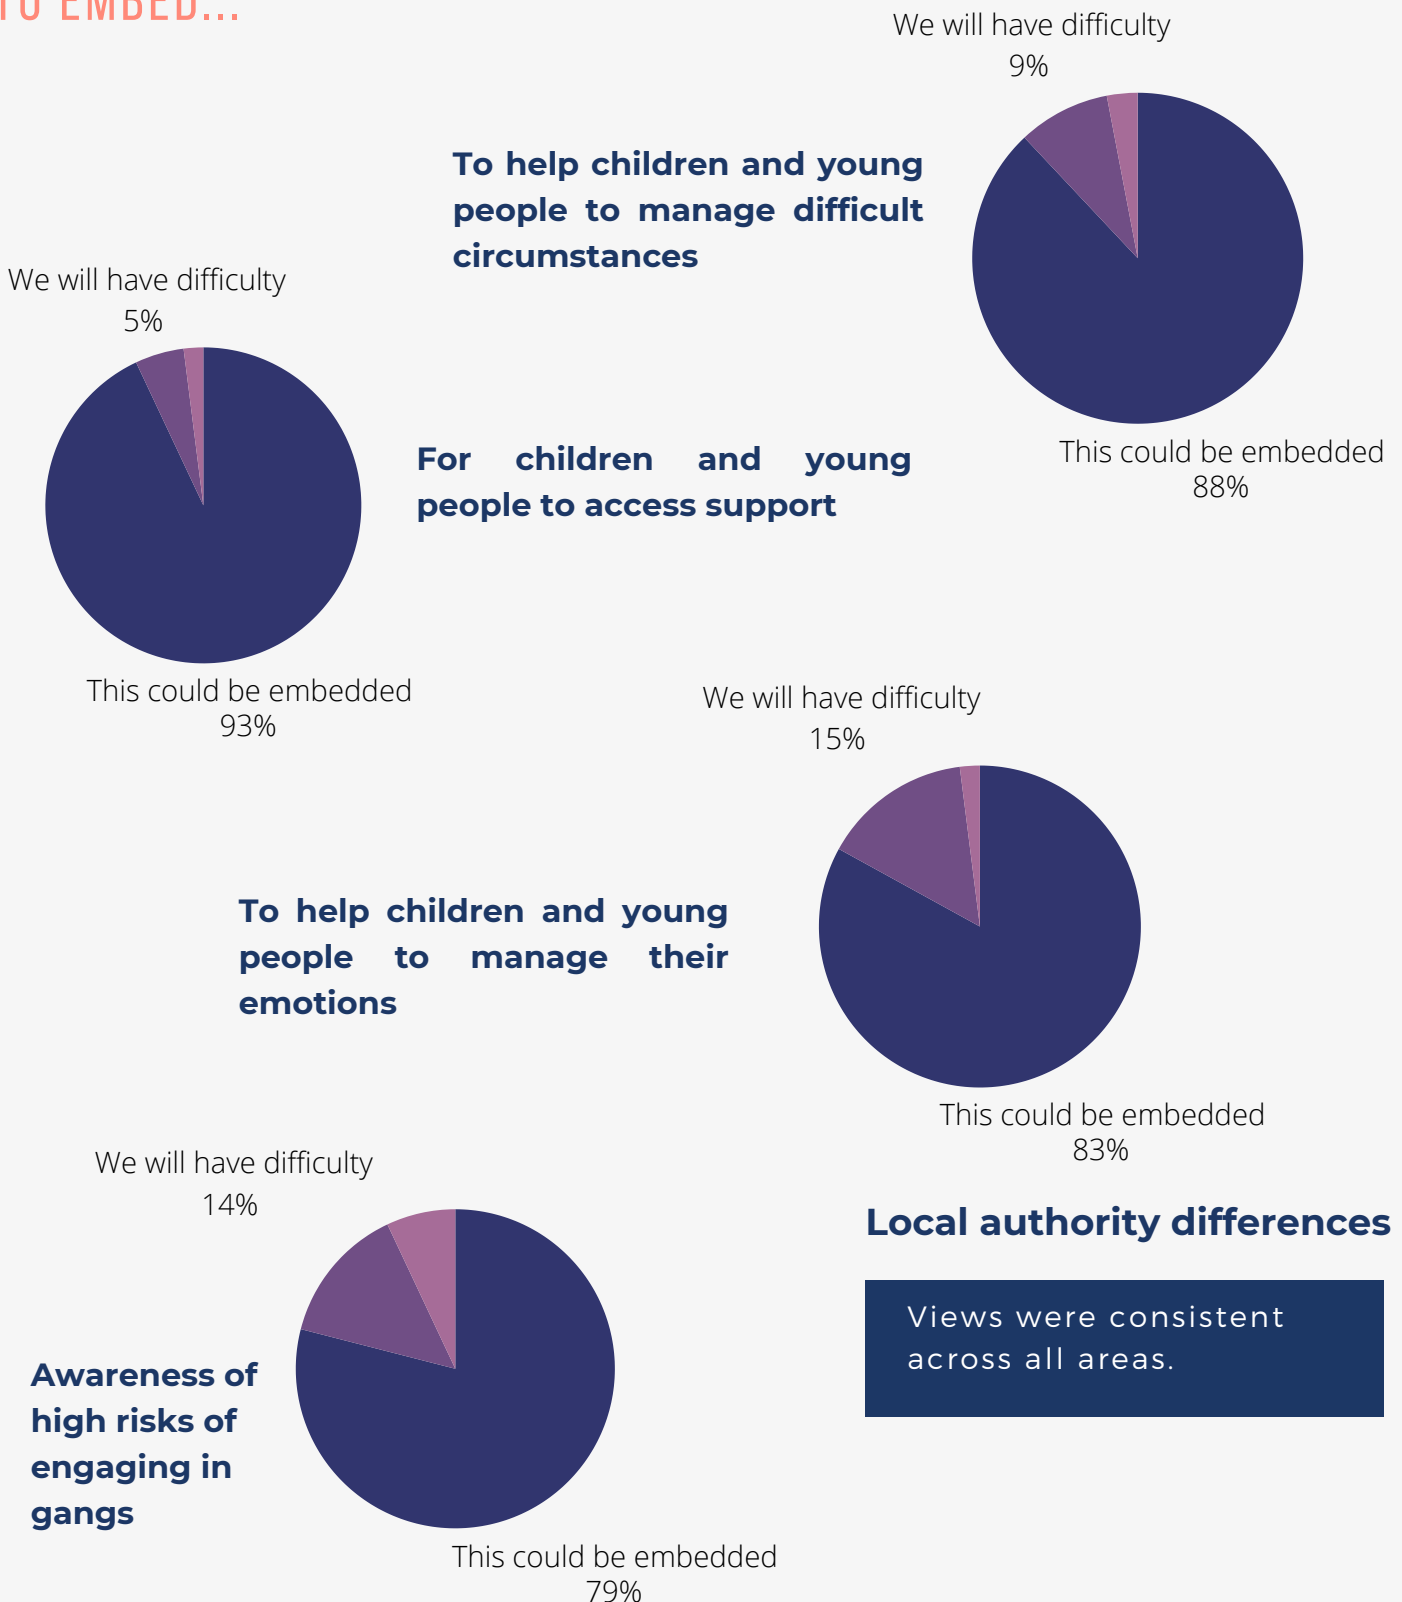 TO EMBED...
We will have difficulty
9%
To help children and young
people to manage difficult
circumstances
This could be embedded
88%
We will have difficulty
5%
For children and young
people to access support
This could be embedded
93%
We will have difficulty
15%
To help children and young
people to manage their
emotions
This could be embedded
83%
We will have difficulty
14%
Awareness of
high risks of
engaging in
gangs
This could be embedded
79%
Local authority differences
Views were consistent
across all areas.